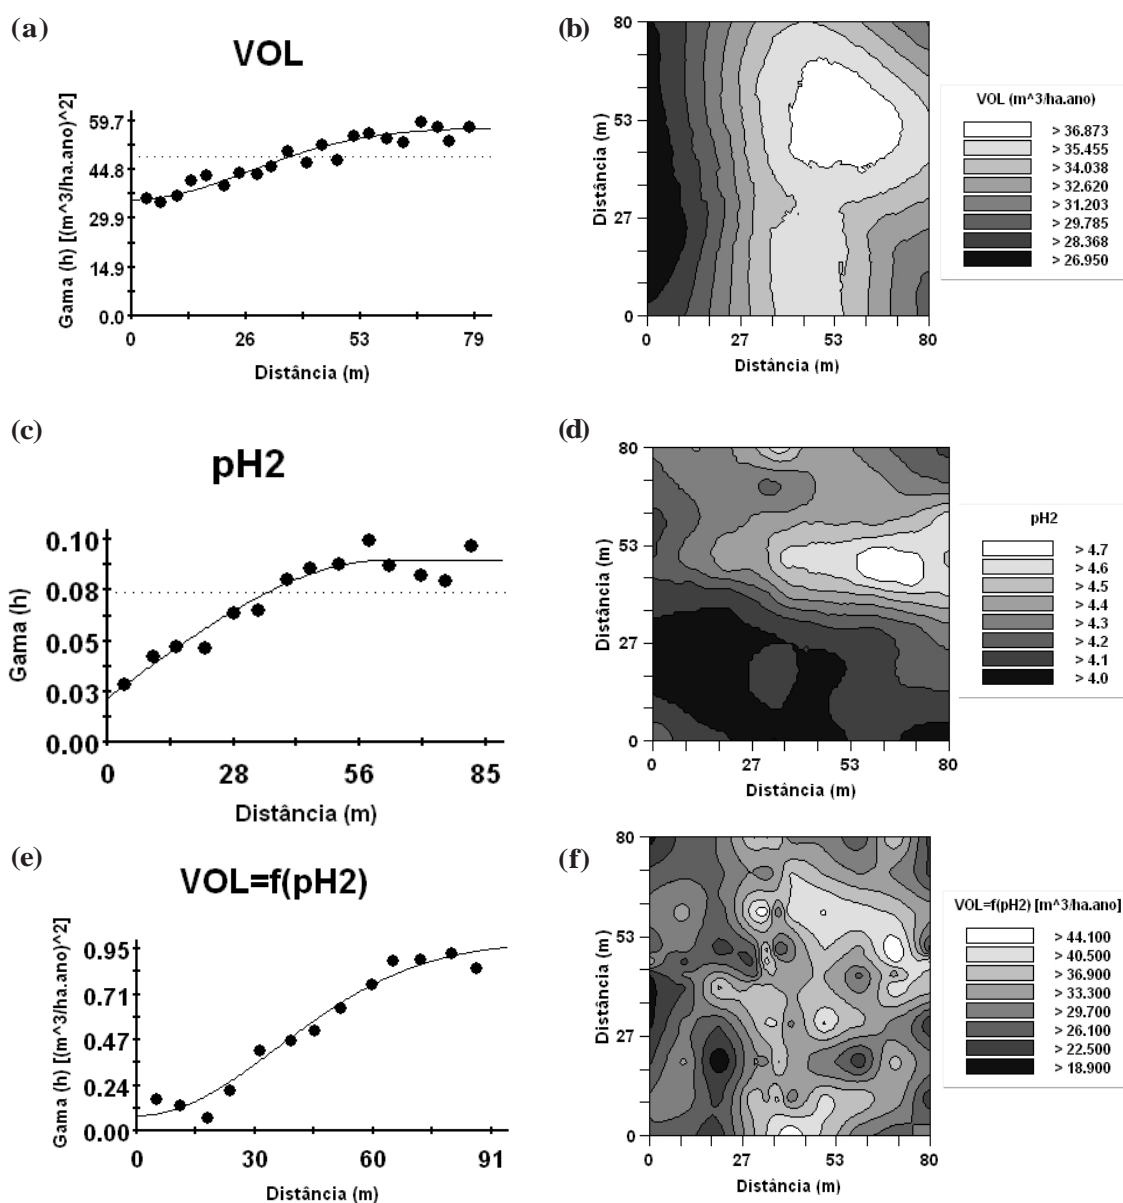 (a)
VOL
Gama (h) [(m^3/ha.ano)^2]
59.7
44.8
29.9
14.9
0.0
0 26 53 79
Distância (m)
(b)
Distância (m)
80
53
27
0
0 27 53 80
Distância (m)
VOL (m^3/ha.ano)
> 36.873
> 35.455
> 34.038
> 32.620
> 31.203
> 29.785
> 28.368
> 26.950
(c)
pH2
Gama (h)
0.10
0.08
0.05
0.03
0.00
0 28 56 85
Distância (m)
(d)
Distância (m)
80
53
27
0
0 27 53 80
Distância (m)
pH2
> 4.7
> 4.6
> 4.5
> 4.4
> 4.3
> 4.2
> 4.1
> 4.0
(e)
VOL=f(pH2)
Gama (h) [(m^3/ha.ano)^2]
0.95
0.71
0.47
0.24
0.00
0 30 60 91
Distância (m)
(f)
Distância (m)
80
53
27
0
0 27 53 80
Distância (m)
VOL=f(pH2) [m^3/ha.ano]
> 44.100
> 40.500
> 36.900
> 33.300
> 29.700
> 26.100
> 22.500
> 18.900